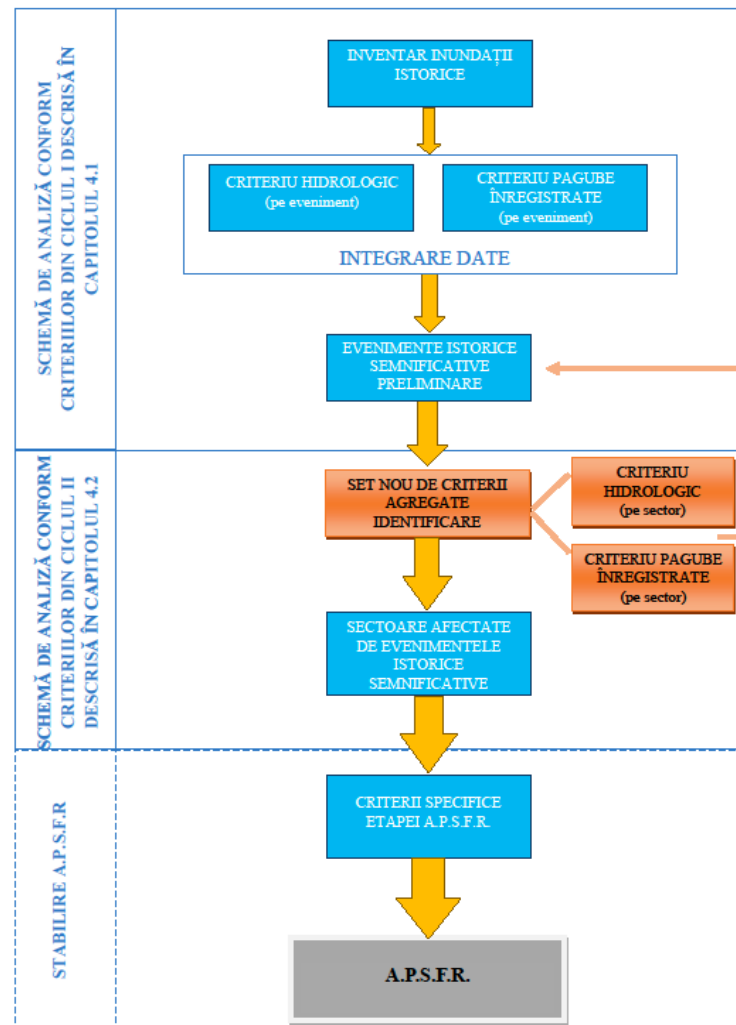 SCHEMĂ DE ANALIZĂ CONFORM
CRITERIILOR DIN CICLUL I DESCRISĂ ÎN
CAPITOLUL 4.1
INVENTAR INUNDAȚII
ISTORICE
CRITERIU HIDROLOGIC
(pe eveniment)
CRITERIU PAGUBE
ÎNREGISTRATE
(pe eveniment)
INTEGRARE DATE
EVENIMENTE ISTORICE
SEMNIFICATIVE
PRELIMINARE
SCHEMĂ DE ANALIZĂ CONFORM
CRITERIILOR DIN CICLUL II
DESCRISĂ ÎN CAPITOLUL 4.2
SET NOU DE CRITERII
AGREGATE
IDENTIFICARE
CRITERIU
HIDROLOGIC
(pe sector)
CRITERIU PAGUBE
ÎNREGISTRATE
(pe sector)
SECTOARE AFECTATE
DE EVENIMENTELE
ISTORICE
SEMNIFICATIVE
STABILIRE A.P.S.F.R
CRITERII SPECIFICE
ETAPEI A.P.S.F.R.
A.P.S.F.R.